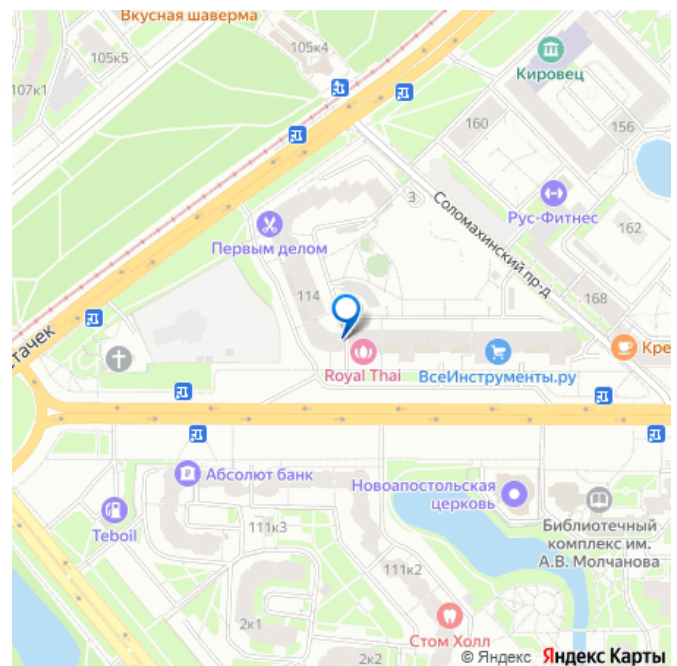 Вкусная шаверма
105к4
105к5
107к1
Кировец
160
156
Соломахинский пр-д
3
Рус-Фитнес
Первым делом
162
114
168
Стачек
Кре
Royal Thai
ВсеИнструменты.ру
Абсолют банк
Новоапостольская
церковь
Teboil
111к3
Библиотечный
комплекс им.
А.В. Молчанова
111к2
2к1
Стом Холл
2к2
© Яндекс Яндекс Карты